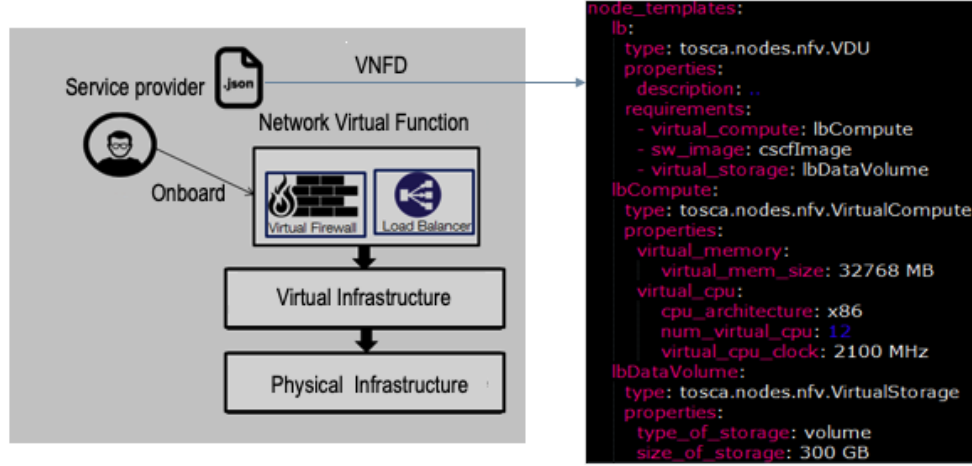 VNFD
.json
Service provider
Network Virtual Function
Onboard
Virtual Firewall
Load Balancer
Virtual Infrastructure
Physical Infrastructure
node_templates:
lb:
type: tosca.nodes.nfv.VDU
properties:
description: ..
requirements:
- virtual_compute: lbCompute
- sw_image: cscfImage
- virtual_storage: lbDataVolume
lbCompute:
type: tosca.nodes.nfv.VirtualCompute
properties:
virtual_memory:
virtual_mem_size: 32768 MB
virtual_cpu:
cpu_architecture: x86
num_virtual_cpu: 12
virtual_cpu_clock: 2100 MHz
lbDataVolume:
type: tosca.nodes.nfv.VirtualStorage
properties:
type_of_storage: volume
size_of_storage: 300 GB